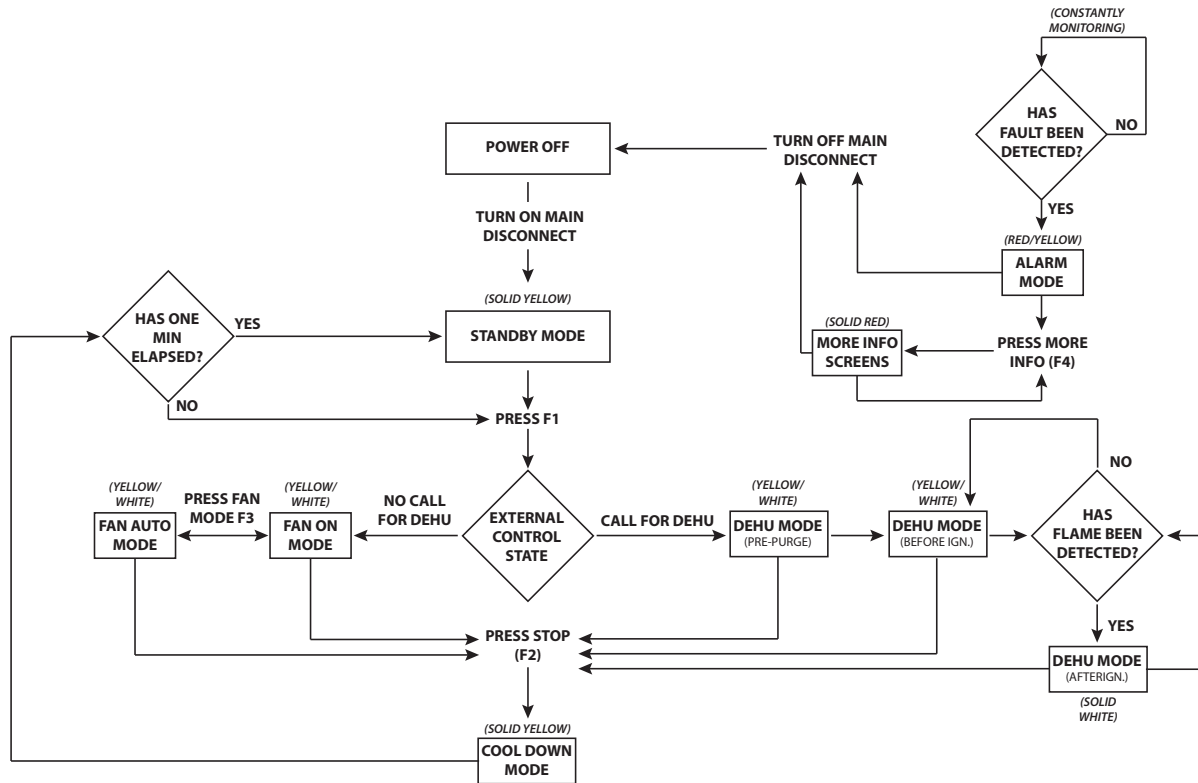 (CONSTANTLY
MONITORING)
HAS
FAULT BEEN
DETECTED?
NO
YES
POWER OFF
TURN OFF MAIN
DISCONNECT
TURN ON MAIN
DISCONNECT
(RED/YELLOW)
ALARM
MODE
(SOLID YELLOW)
STANDBY MODE
HAS ONE
MIN
ELAPSED?
YES
NO
(SOLID RED)
MORE INFO
SCREENS
PRESS MORE
INFO (F4)
PRESS F1
(YELLOW/
WHITE)
FAN AUTO
MODE
PRESS FAN
MODE F3
(YELLOW/
WHITE)
FAN ON
MODE
NO CALL
FOR DEHU
EXTERNAL
CONTROL
STATE
CALL FOR DEHU
(YELLOW/
WHITE)
DEHU MODE
(PRE-PURGE)
(YELLOW/
WHITE)
DEHU MODE
(BEFORE IGN.)
NO
HAS
FLAME BEEN
DETECTED?
YES
PRESS STOP
(F2)
DEHU MODE
(AFTERIGN.)
(SOLID
WHITE)
(SOLID YELLOW)
COOL DOWN
MODE